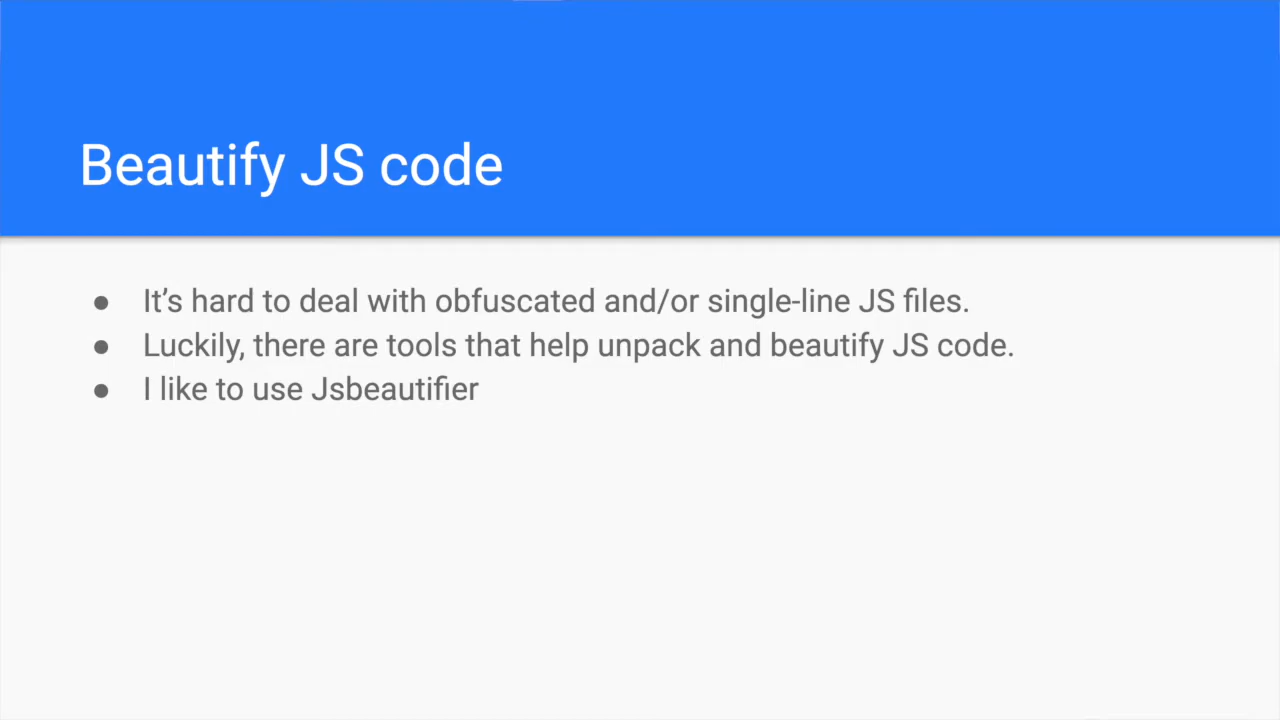 Beautify JS code
● It’s hard to deal with obfuscated and/or single-line JS files.
● Luckily, there are tools that help unpack and beautify JS code.
● I like to use Jsbeautifier